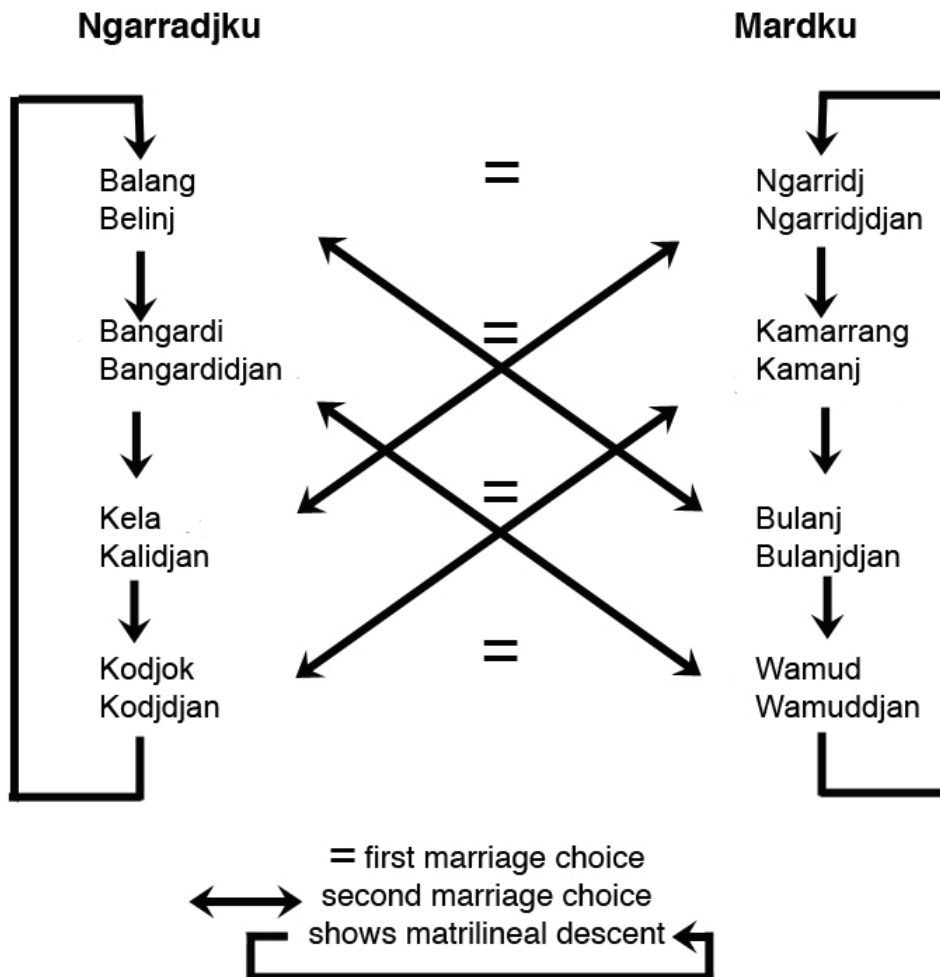 Ngarradjku
Mardku
Balang
Belinj
=
Ngarridj
Ngarridjdjan
Bangardi
Bangardidjan
=
Kamarrang
Kamanj
Kela
Kalidjan
=
Bulanj
Bulanjdjan
Kodjok
Kodjdjan
=
Wamud
Wamuddjan
= first marriage choice
second marriage choice
shows matrilineal descent